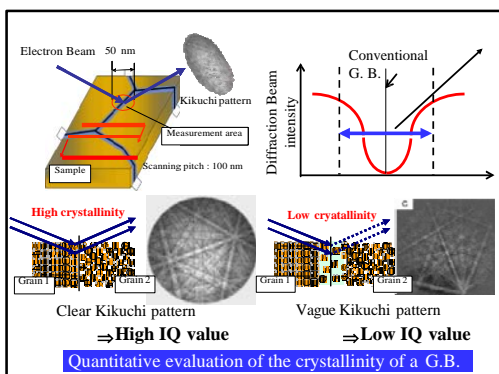 50 nm
Electron Beam
Kikuchi pattern
Measurement area
Scanning pitch : 100 nm
Sample
Conventional
G. B.
Diffraction Beam
intensity
High crystallinity
Grain 1
Grain 2
Clear Kikuchi pattern
⇒High IQ value
Low cryatallinity
Grain 1
Grain 2
Vague Kikuchi pattern
⇒Low IQ value
Quantitative evaluation of the crystallinity of a G.B.